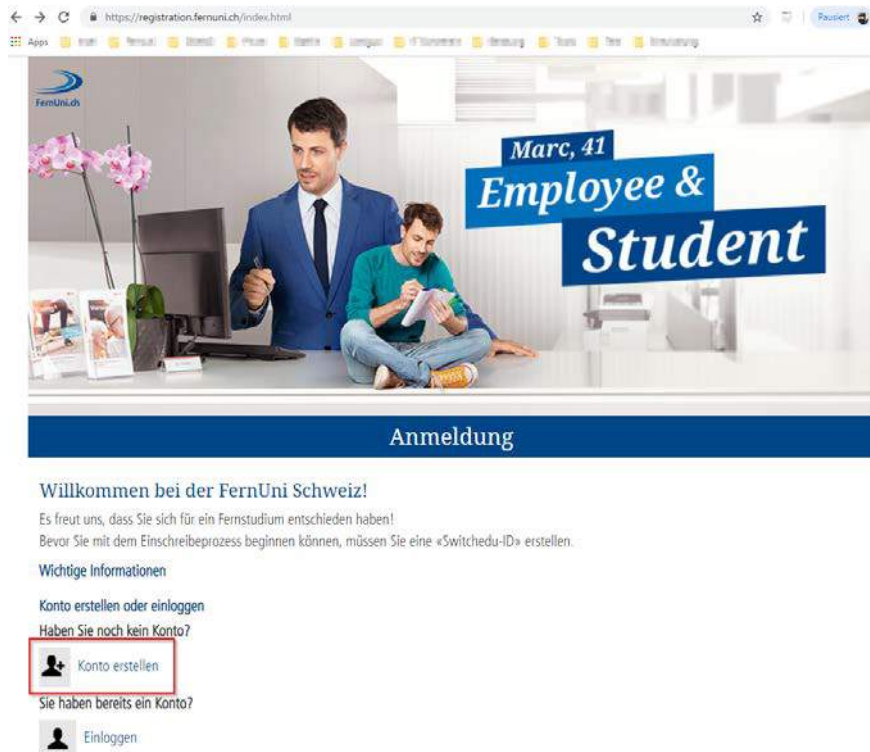 https://registration.fernuni.ch/index.html
Pausiert
Apps
FernUni.ch
Marc, 41
Employee &
Student
Anmeldung
Willkommen bei der FernUni Schweiz!
Es freut uns, dass Sie sich für ein Fernstudium entschieden haben!
Bevor Sie mit dem Einschreibeprozess beginnen können, müssen Sie eine «Switchedu-ID» erstellen.
Wichtige Informationen
Konto erstellen oder einloggen
Haben Sie noch kein Konto?
Konto erstellen
Sie haben bereits ein Konto?
Einloggen